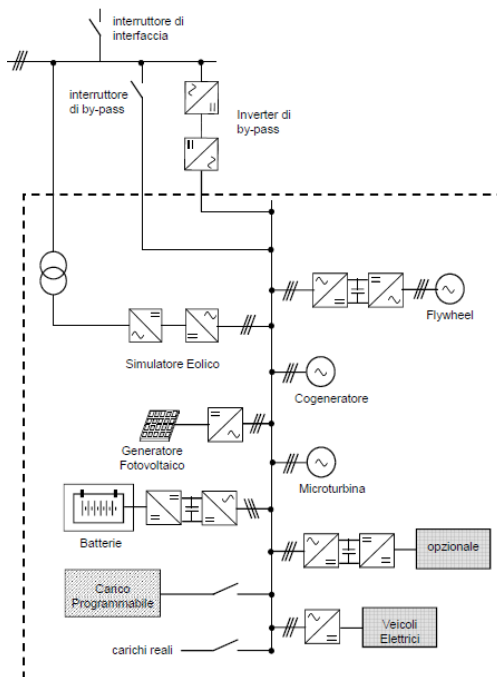 interruttore di
interfaccia
interruttore
di by-pass
Inverter di
by-pass
Flywheel
Simulatore Eolico
Cogeneratore
Generatore
Fotovoltaico
Microturbina
Batterie
opzionale
Carico
Programmabile
Veicoli
Elettrici
carichi reali